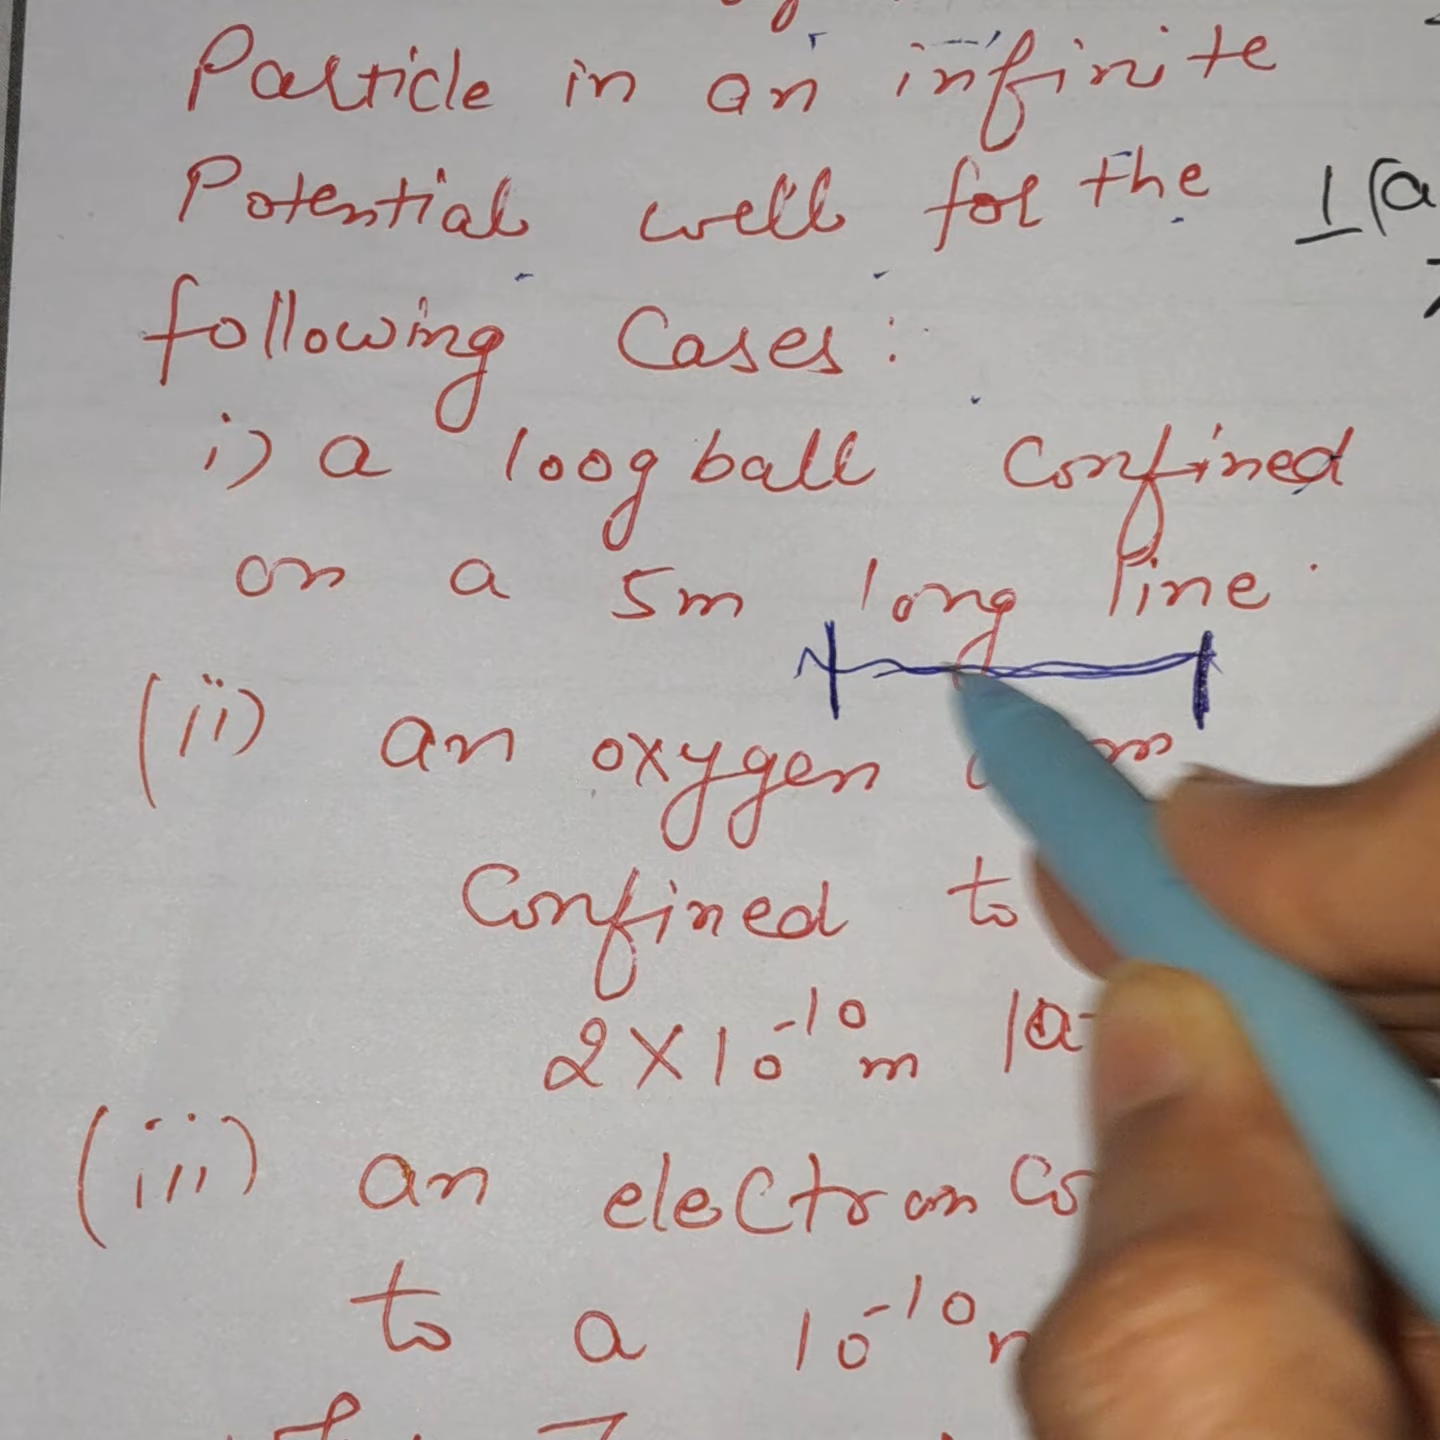 Particle in an infinite
Potential well for the
following Cases:
i) a 100g ball confined
on a 5m long line.
(ii) an oxygen
Confined to
2×10⁻¹⁰m
(iii) an electron
to a 10⁻¹⁰